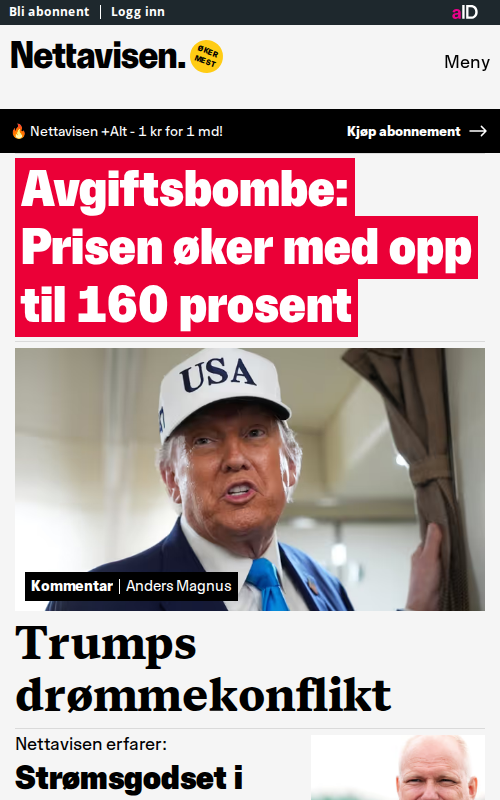 Bli abonnent | Logg inn
aID
Nettavisen.
ØKER
MEST
Meny
Nettavisen +Alt - 1 kr for 1 md!
Kjøp abonnement
Avgiftsbombe:
Prisen øker med opp
til 160 prosent
USA
Kommentar | Anders Magnus
Trumps
drømmekonflikt
Nettavisen erfarer:
Strømsgodset i